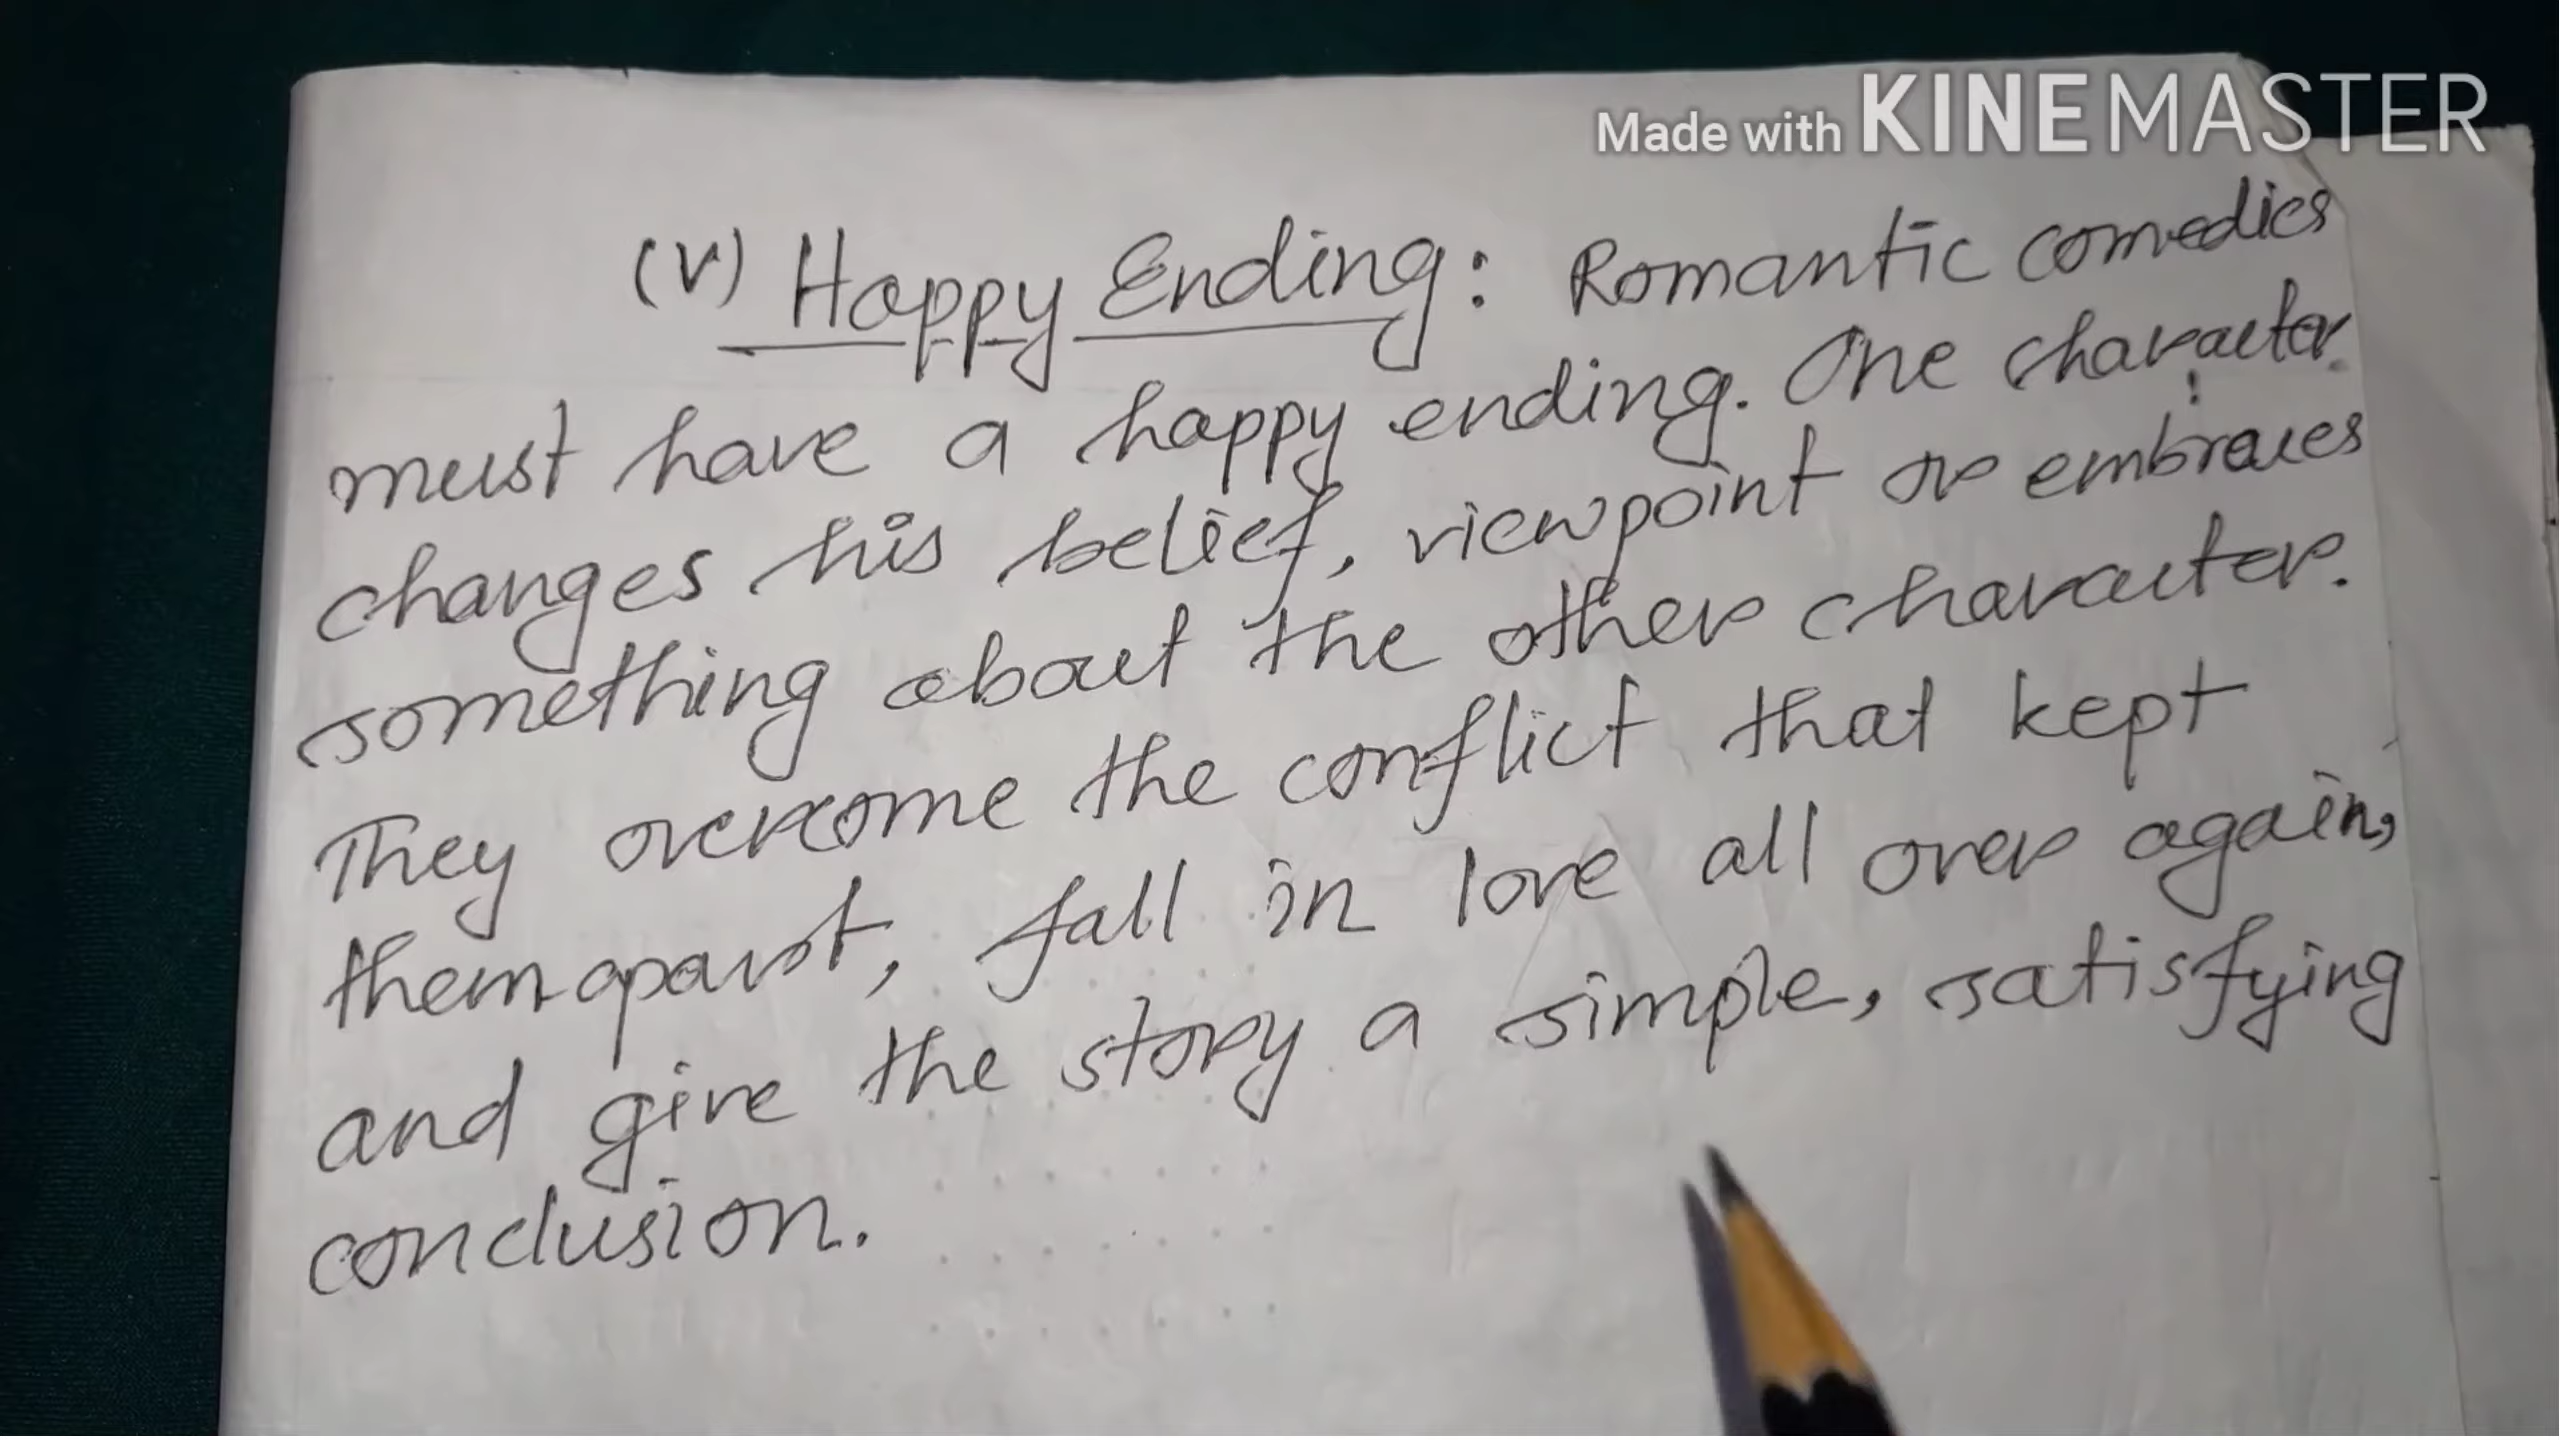 Made with KINEMASTER
(V) Happy Ending: Romantic comedies
must have a happy ending. One character
changes his belief, viewpoint or embraces
something about the other character.
They overcome the conflict that kept
them apart, fall in love all over again,
and give the story a simple, satisfying
conclusion.